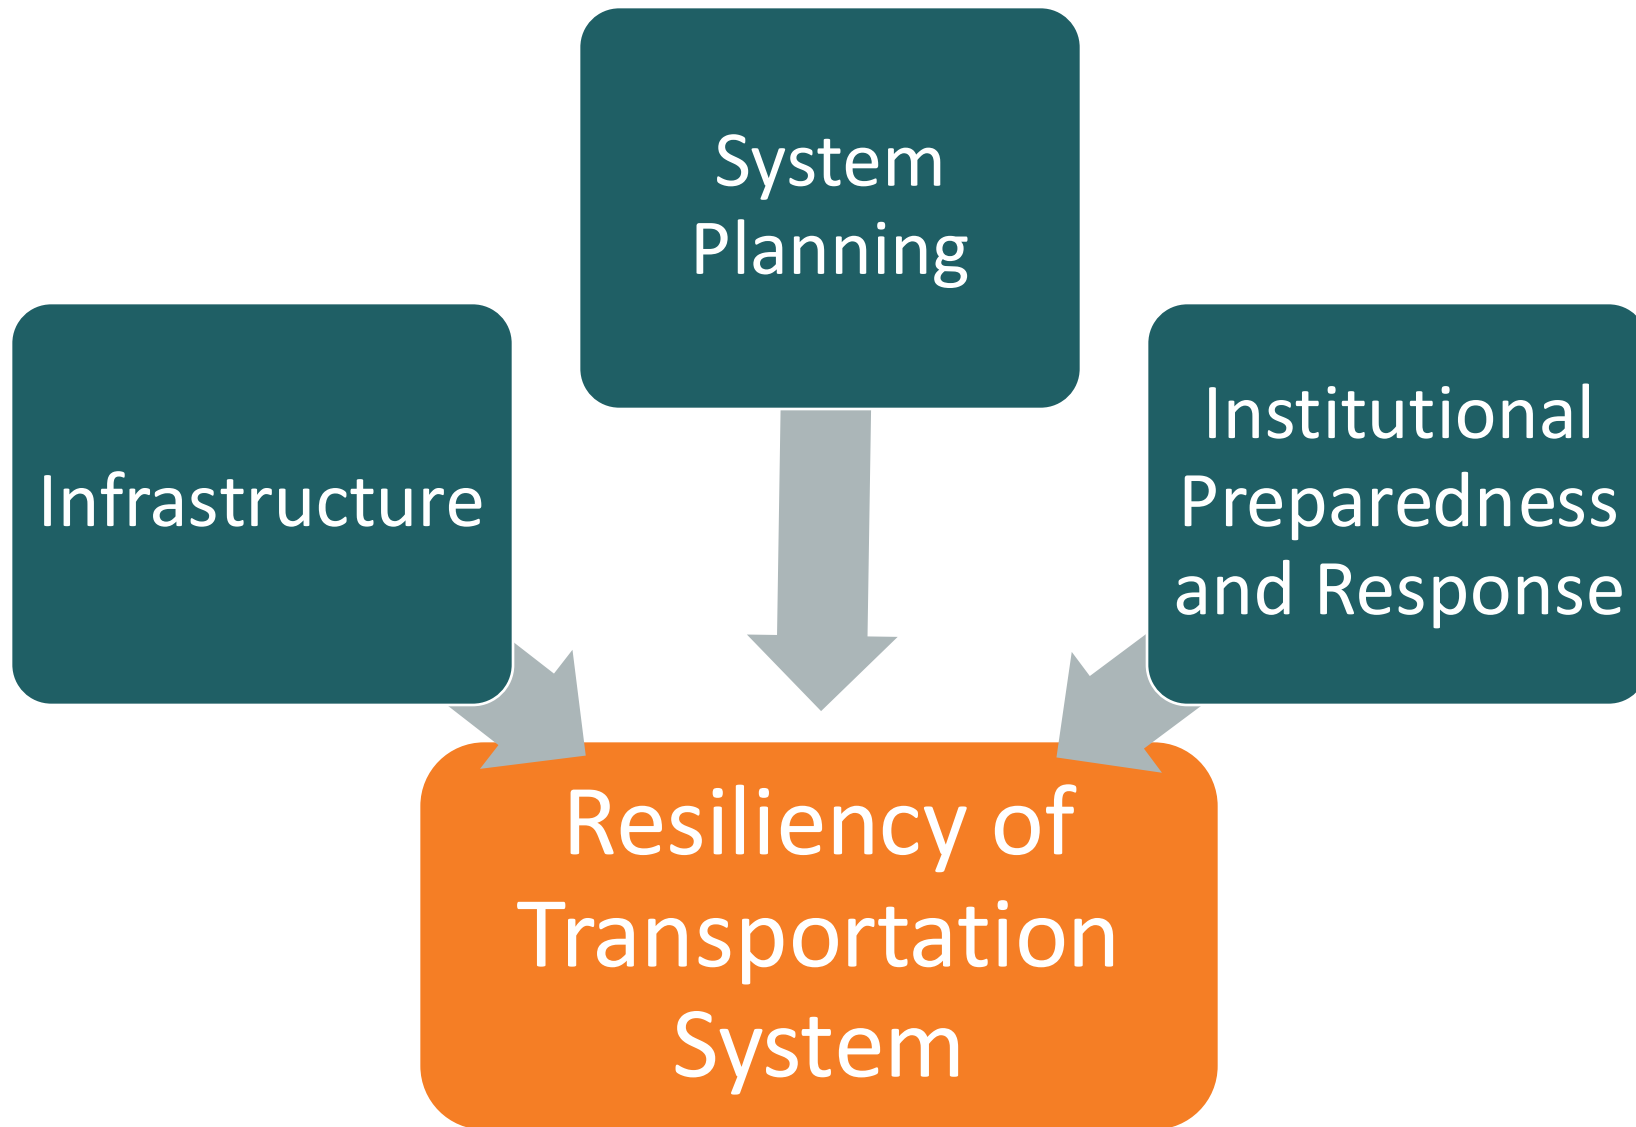 System
Planning
Infrastructure
Institutional
Preparedness
and Response
Resiliency of
Transportation
System